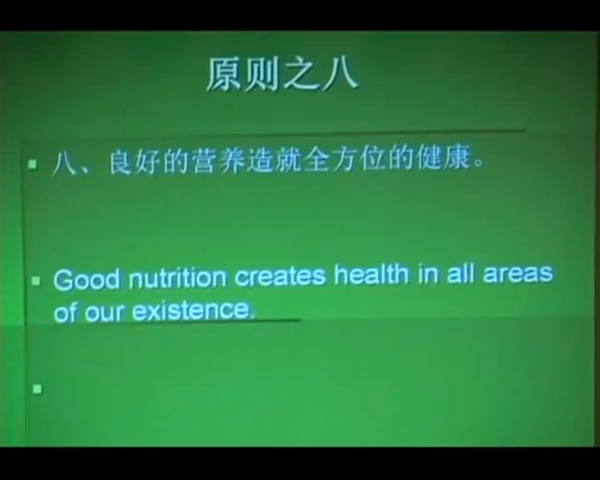 原则之八
八、良好的营养造就全方位的健康。
Good nutrition creates health in all areas
of our existence.